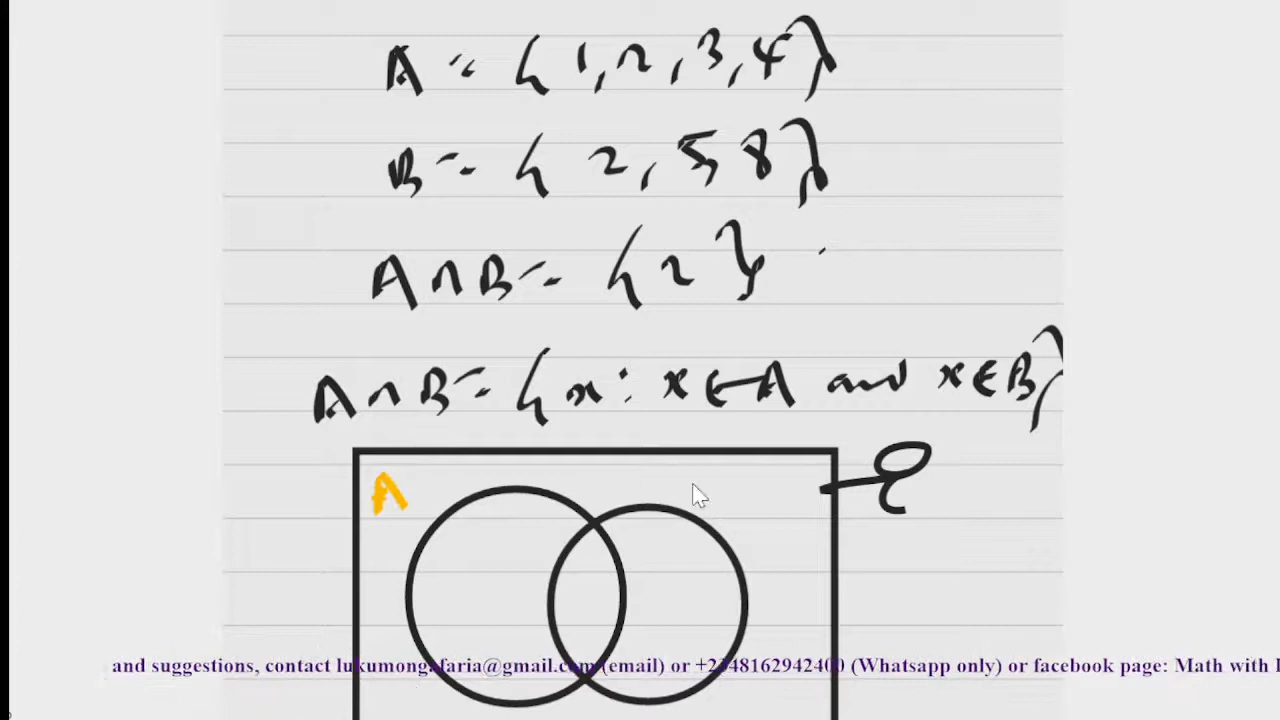 A = {1, 2, 3, 4}
B = {2, 5, 8}
A ∩ B = {2}
A ∩ B = {x : x ∈ A and x ∈ B}
A
and suggestions, contact lukumongafaria@gmail.com (email) or +2348162942400 (Whatsapp only) or facebook page: Math with